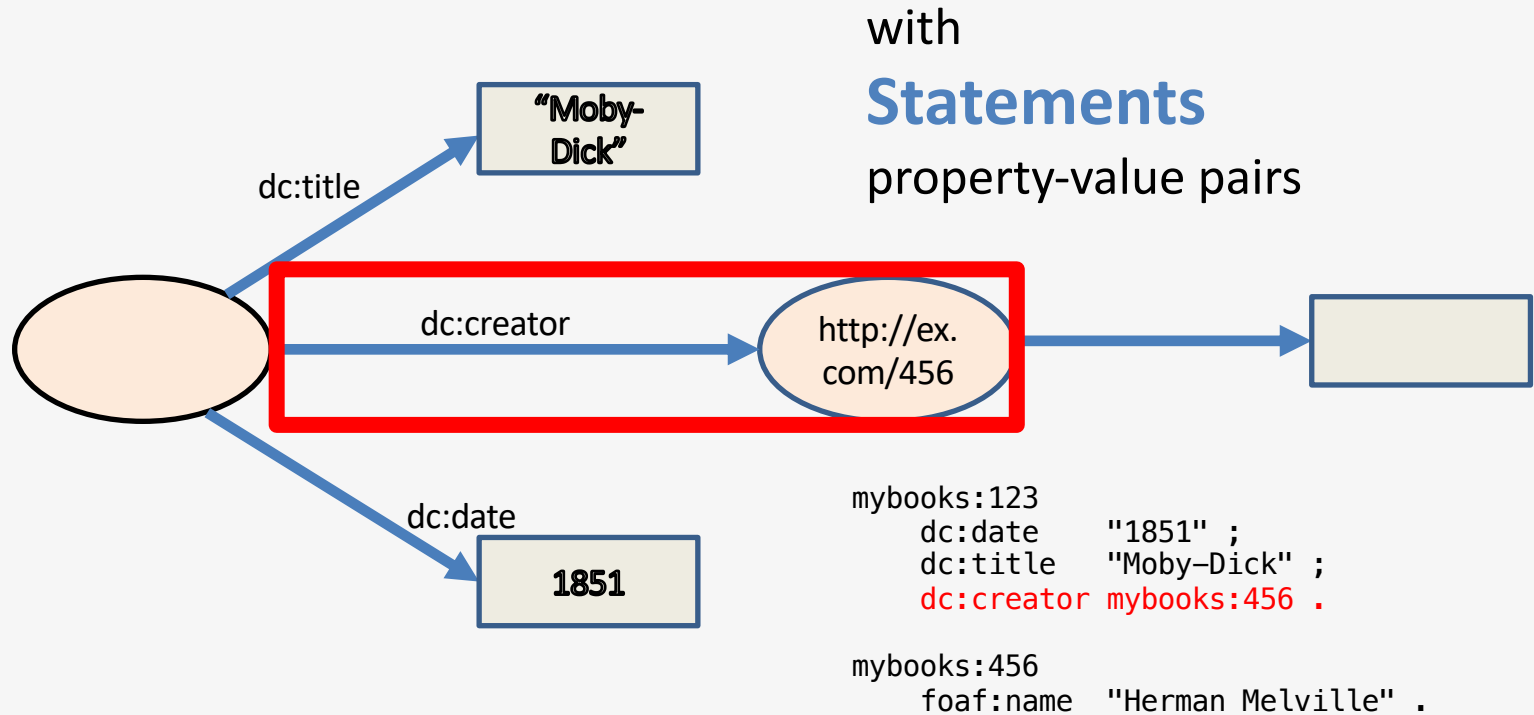 with
Statements
property-value pairs
“Moby-
Dick”
dc:title
dc:creator
http://ex.
com/456
dc:date
1851
mybooks:123
dc:date "1851" ;
dc:title "Moby–Dick" ;
dc:creator mybooks:456 .
mybooks:456
foaf:name "Herman Melville" .